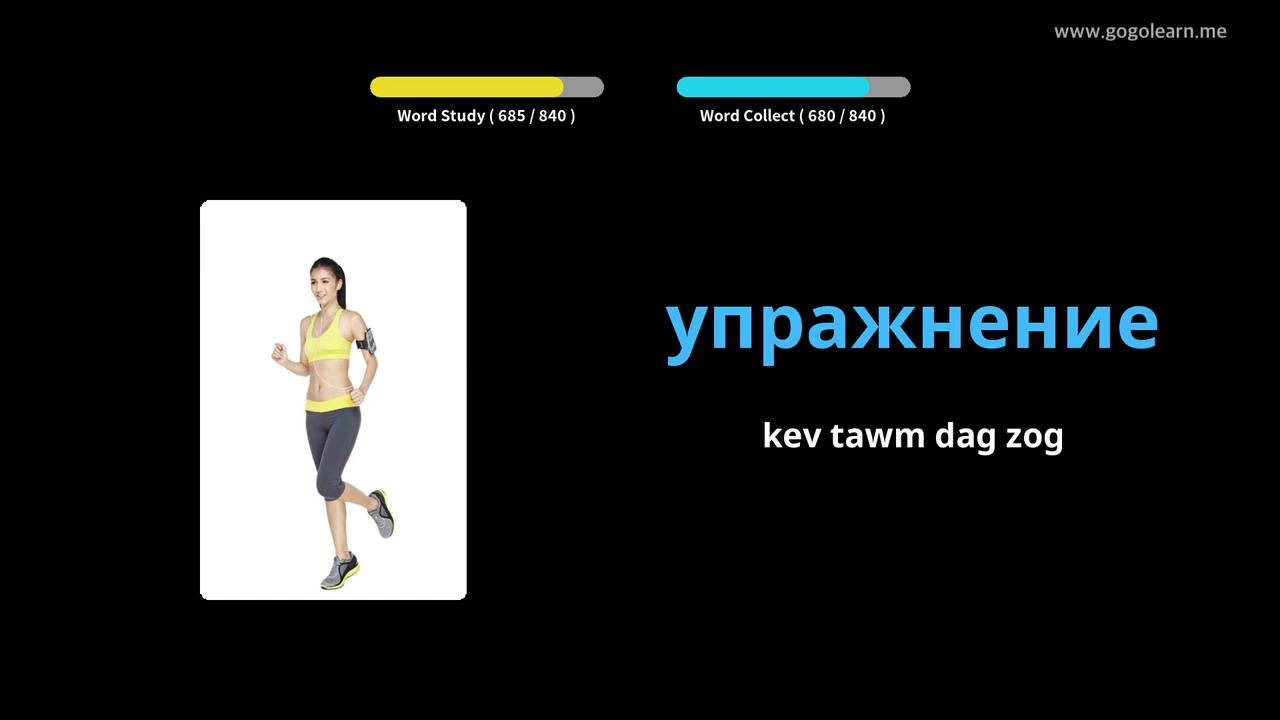 www.gogolearn.me
Word Study ( 685 / 840 )
Word Collect ( 680 / 840 )
упражнение
kev tawm dag zog